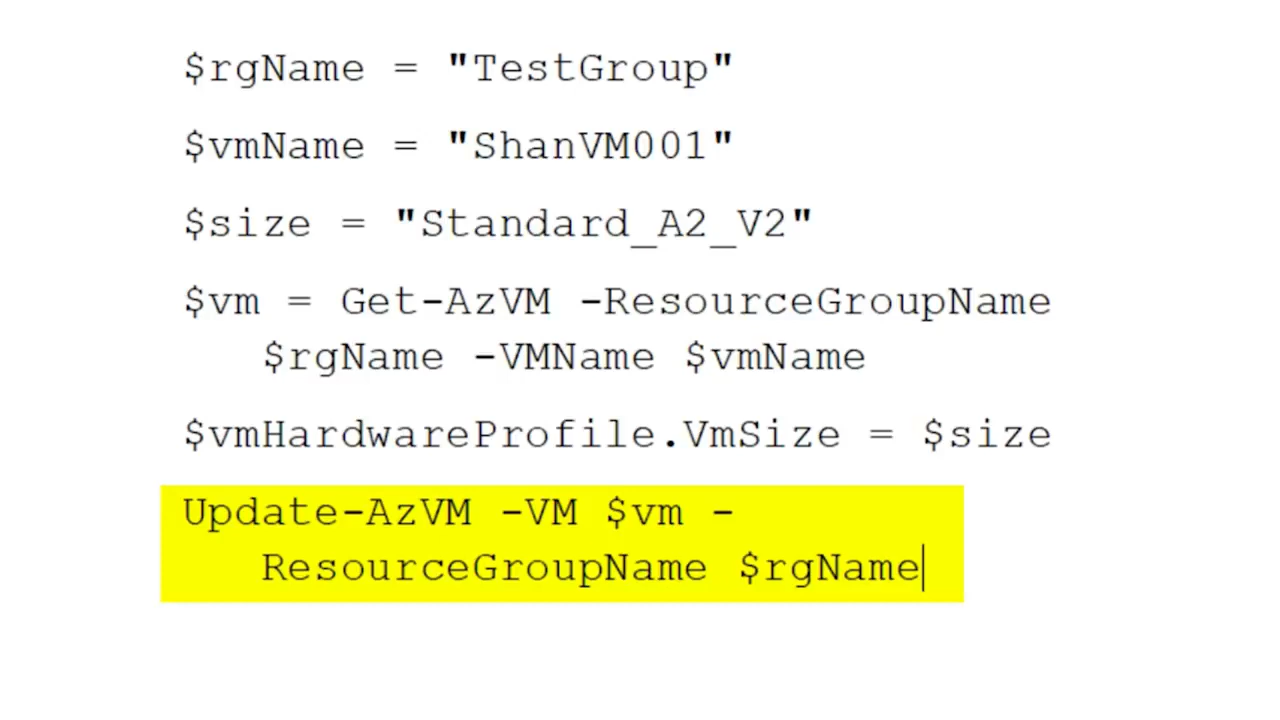 $rgName = "TestGroup"
$vmName = "ShanVM001"
$size = "Standard_A2_V2"
$vm = Get-AzVM -ResourceGroupName
$rgName -VMName $vmName
$vmHardwareProfile.VmSize = $size
Update-AzVM -VM $vm -
ResourceGroupName $rgName